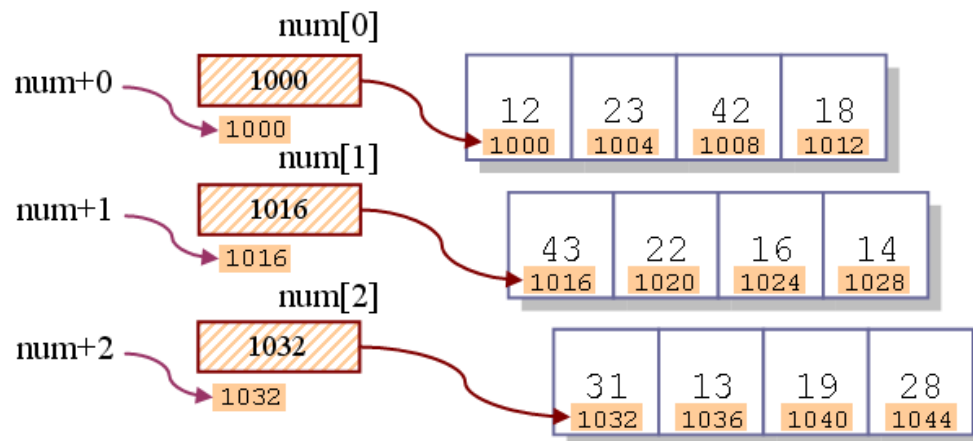 num[0]
num+0 1000
1000
12 23 42 18
1000 1004 1008 1012
num[1]
num+1 1016
1016
43 22 16 14
1016 1020 1024 1028
num[2]
num+2 1032
1032
31 13 19 28
1032 1036 1040 1044